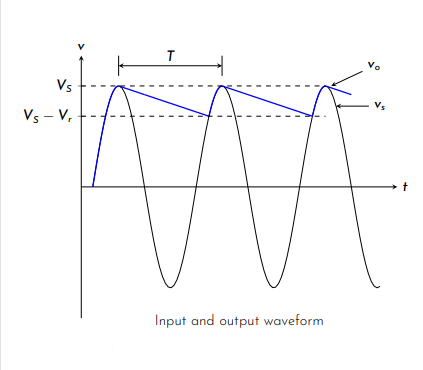 v
T
V_S
v_o
V_S − V_r
v_s
t
Input and output waveform